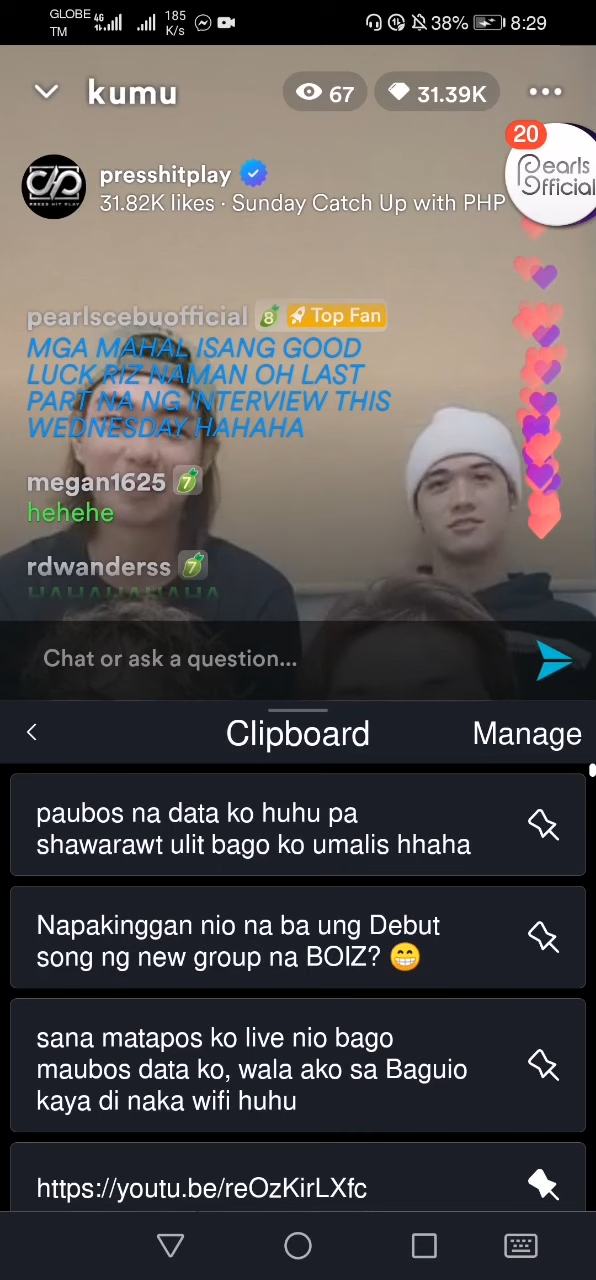 GLOBE
TM
4G
185
K/s
38%
8:29
kumu
67
31.39K
20
Pearls
Official
presshitplay
31.82K likes · Sunday Catch Up with PHP
pearlscebuofficial 8 Top Fan
MGA MAHAL ISANG GOOD
LUCK RIZ NAMAN OH LAST
PART NA NG INTERVIEW THIS
WEDNESDAY HAHAHA
megan1625 7
hehehe
rdwanderss 7
HAHAHAHAHA
Chat or ask a question...
Clipboard
Manage
paubos na data ko huhu pa
shawarawt ulit bago ko umalis hhaha
Napakinggan nio na ba ung Debut
song ng new group na BOIZ? 😁
sana matapos ko live nio bago
maubos data ko, wala ako sa Baguio
kaya di naka wifi huhu
https://youtu.be/reOzKirLXfc